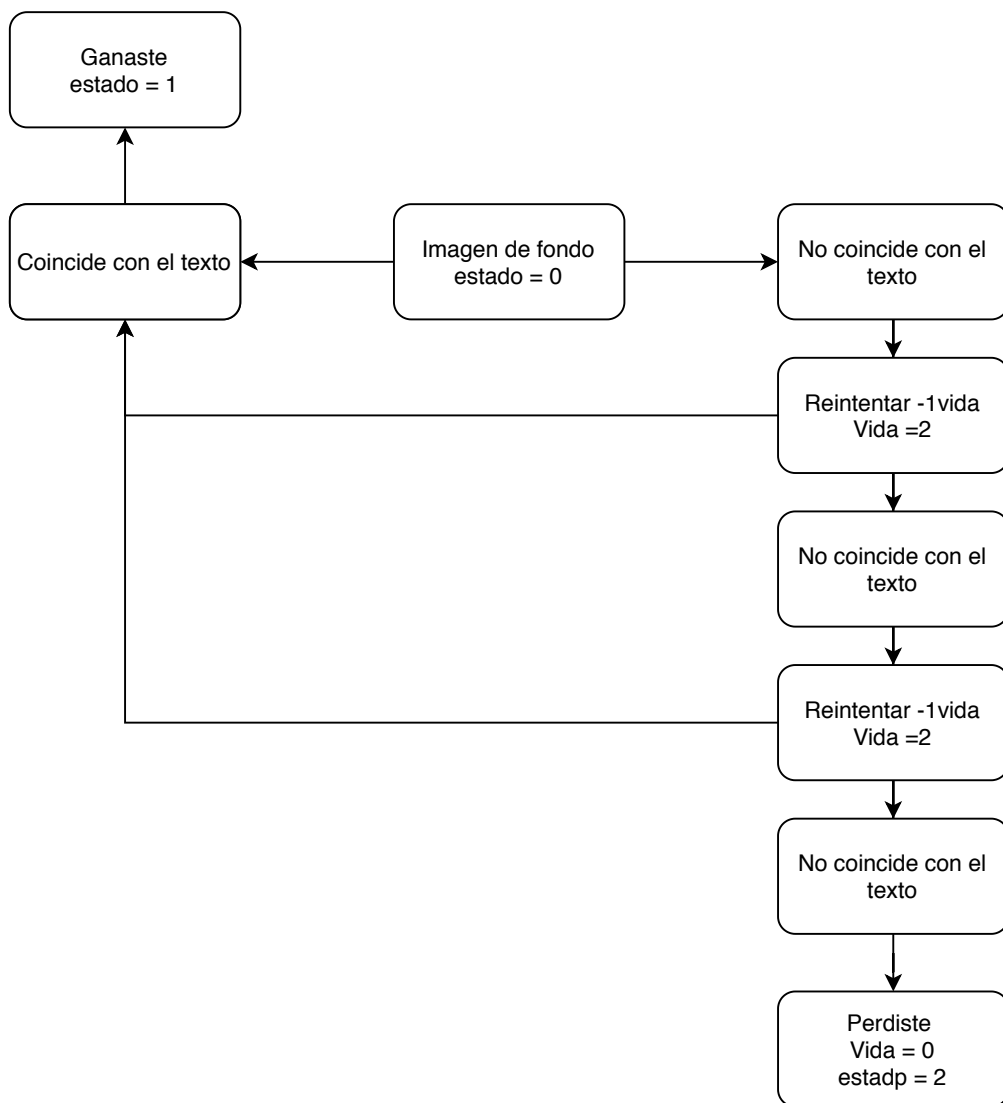 Ganaste
estado = 1
Coincide con el texto
Imagen de fondo
estado = 0
No coincide con el
texto
Reintentar -1vida
Vida =2
No coincide con el
texto
Reintentar -1vida
Vida =2
No coincide con el
texto
Perdiste
Vida = 0
estadp = 2